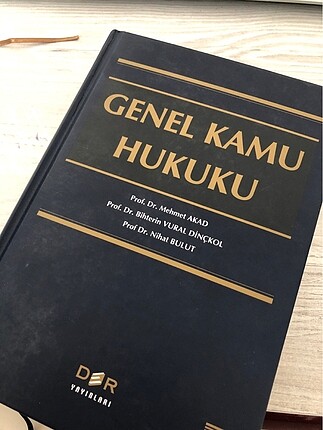 GENEL KAMU
HUKUKU
Prof. Dr. Mehmet AKAD
Prof. Dr. Bihterin VURAL DİNÇKOL
Prof Dr. Nihat BULUT
DER
YAYINLARI